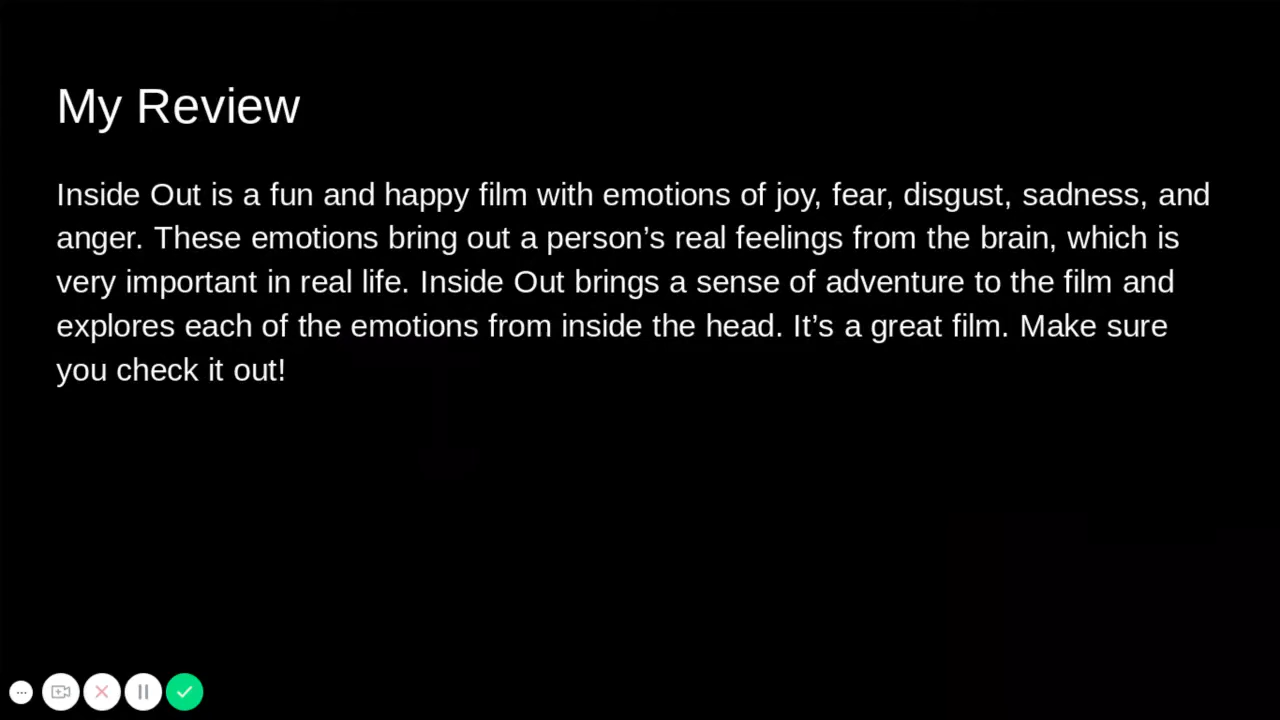 My Review
Inside Out is a fun and happy film with emotions of joy, fear, disgust, sadness, and
anger. These emotions bring out a person’s real feelings from the brain, which is
very important in real life. Inside Out brings a sense of adventure to the film and
explores each of the emotions from inside the head. It’s a great film. Make sure
you check it out!